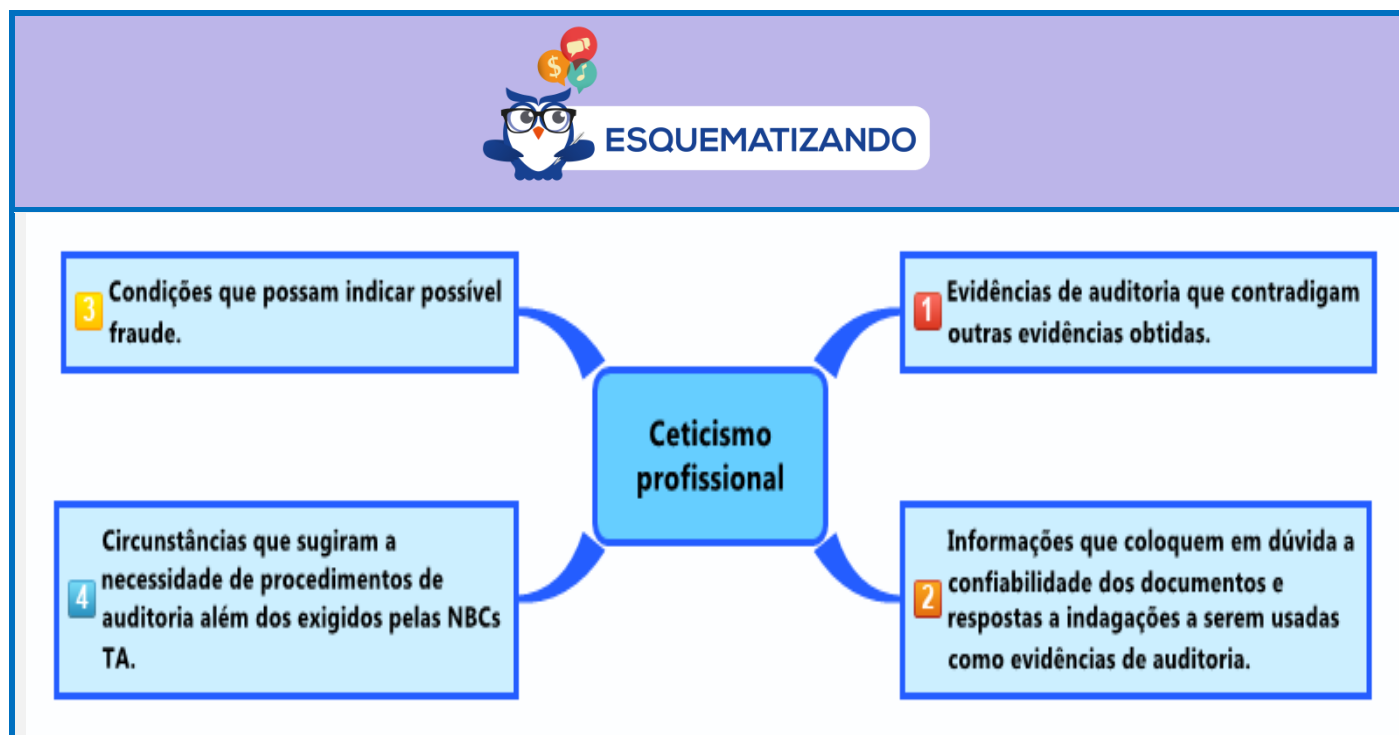 ESQUEMATIZANDO
1
Evidências de auditoria que contradigam
outras evidências obtidas.
2
Informações que coloquem em dúvida a
confiabilidade dos documentos e
respostas a indagações a serem usadas
como evidências de auditoria.
3
Condições que possam indicar possível
fraude.
4
Circunstâncias que sugiram a
necessidade de procedimentos de
auditoria além dos exigidos pelas NBCs
TA.
Ceticismo
profissional
$